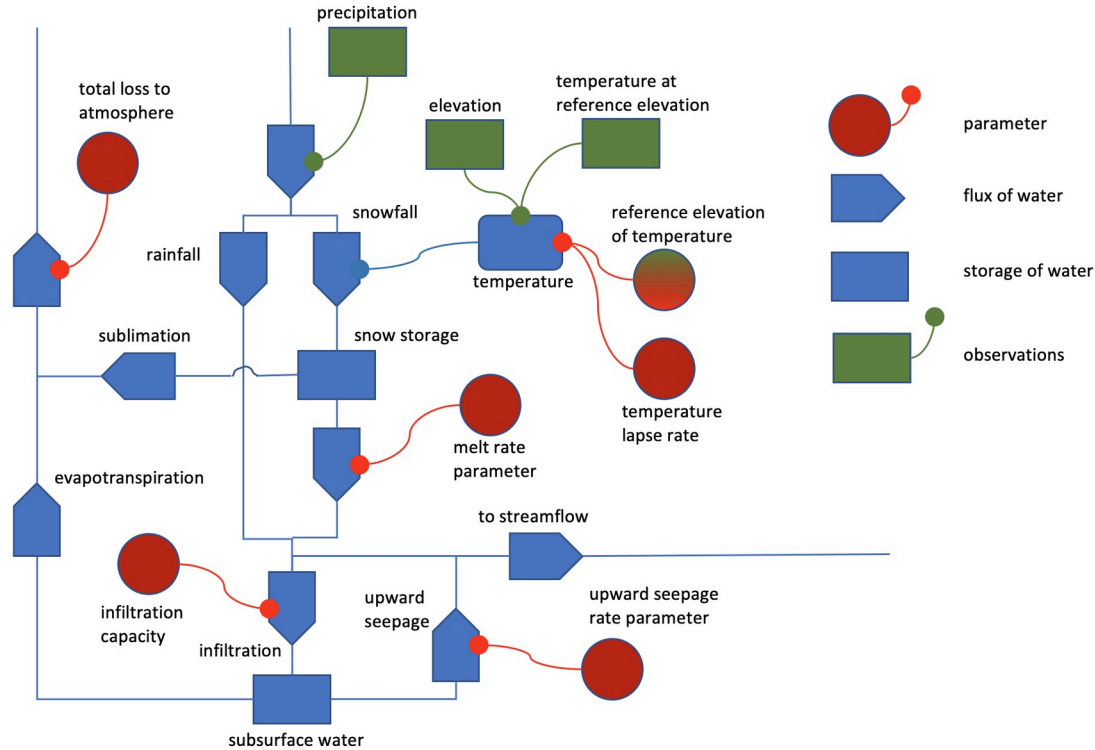 precipitation
total loss to
atmosphere
elevation
temperature at
reference elevation
parameter
flux of water
storage of water
observations
snowfall
rainfall
reference elevation
of temperature
temperature
sublimation
snow storage
temperature
lapse rate
melt rate
parameter
evapotranspiration
to streamflow
infiltration
capacity
upward
seepage
upward seepage
rate parameter
infiltration
subsurface water